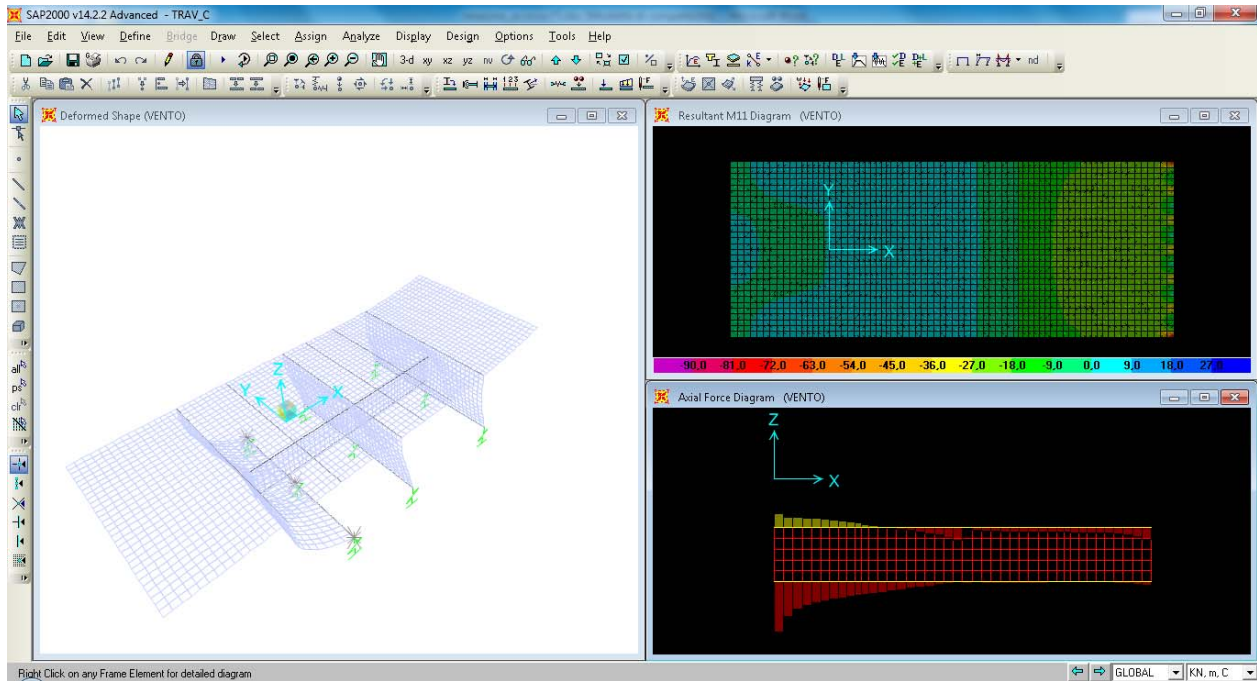 SAP2000 v14.2.2 Advanced - TRAV_C
File Edit View Define Bridge Draw Select Assign Analyze Display Design Options Tools Help
3-d xy xz yz nv
nd
Deformed Shape (VENTO)
Z
Y X
Resultant M11 Diagram (VENTO)
Y
X
-90,0 -81,0 -72,0 -63,0 -54,0 -45,0 -36,0 -27,0 -18,0 -9,0 0,0 9,0 18,0 27,0
Axial Force Diagram (VENTO)
Z
X
all
ps
clr
Right Click on any Frame Element for detailed diagram
GLOBAL KN, m, C